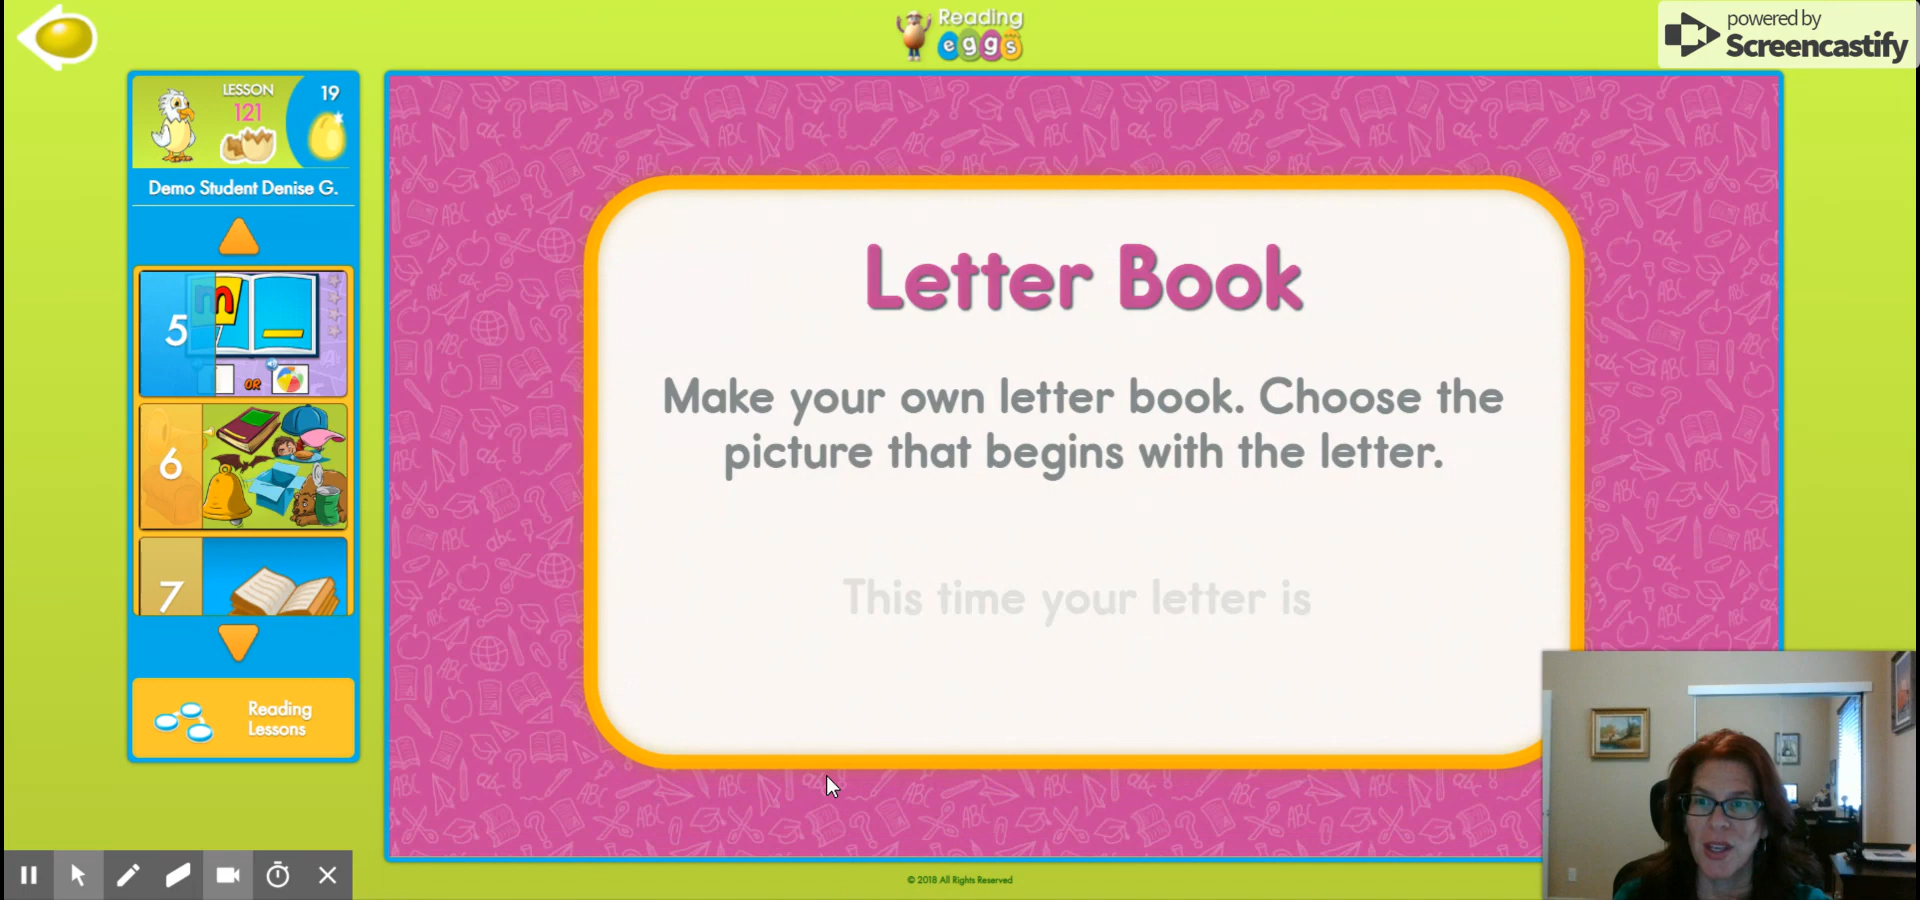 Reading
eggs
powered by
Screencastify
LESSON
121
19
Demo Student Denise G.
5
m
OR
6
7
Reading
Lessons
Letter Book
Make your own letter book. Choose the
picture that begins with the letter.
This time your letter is
© 2018 All Rights Reserved